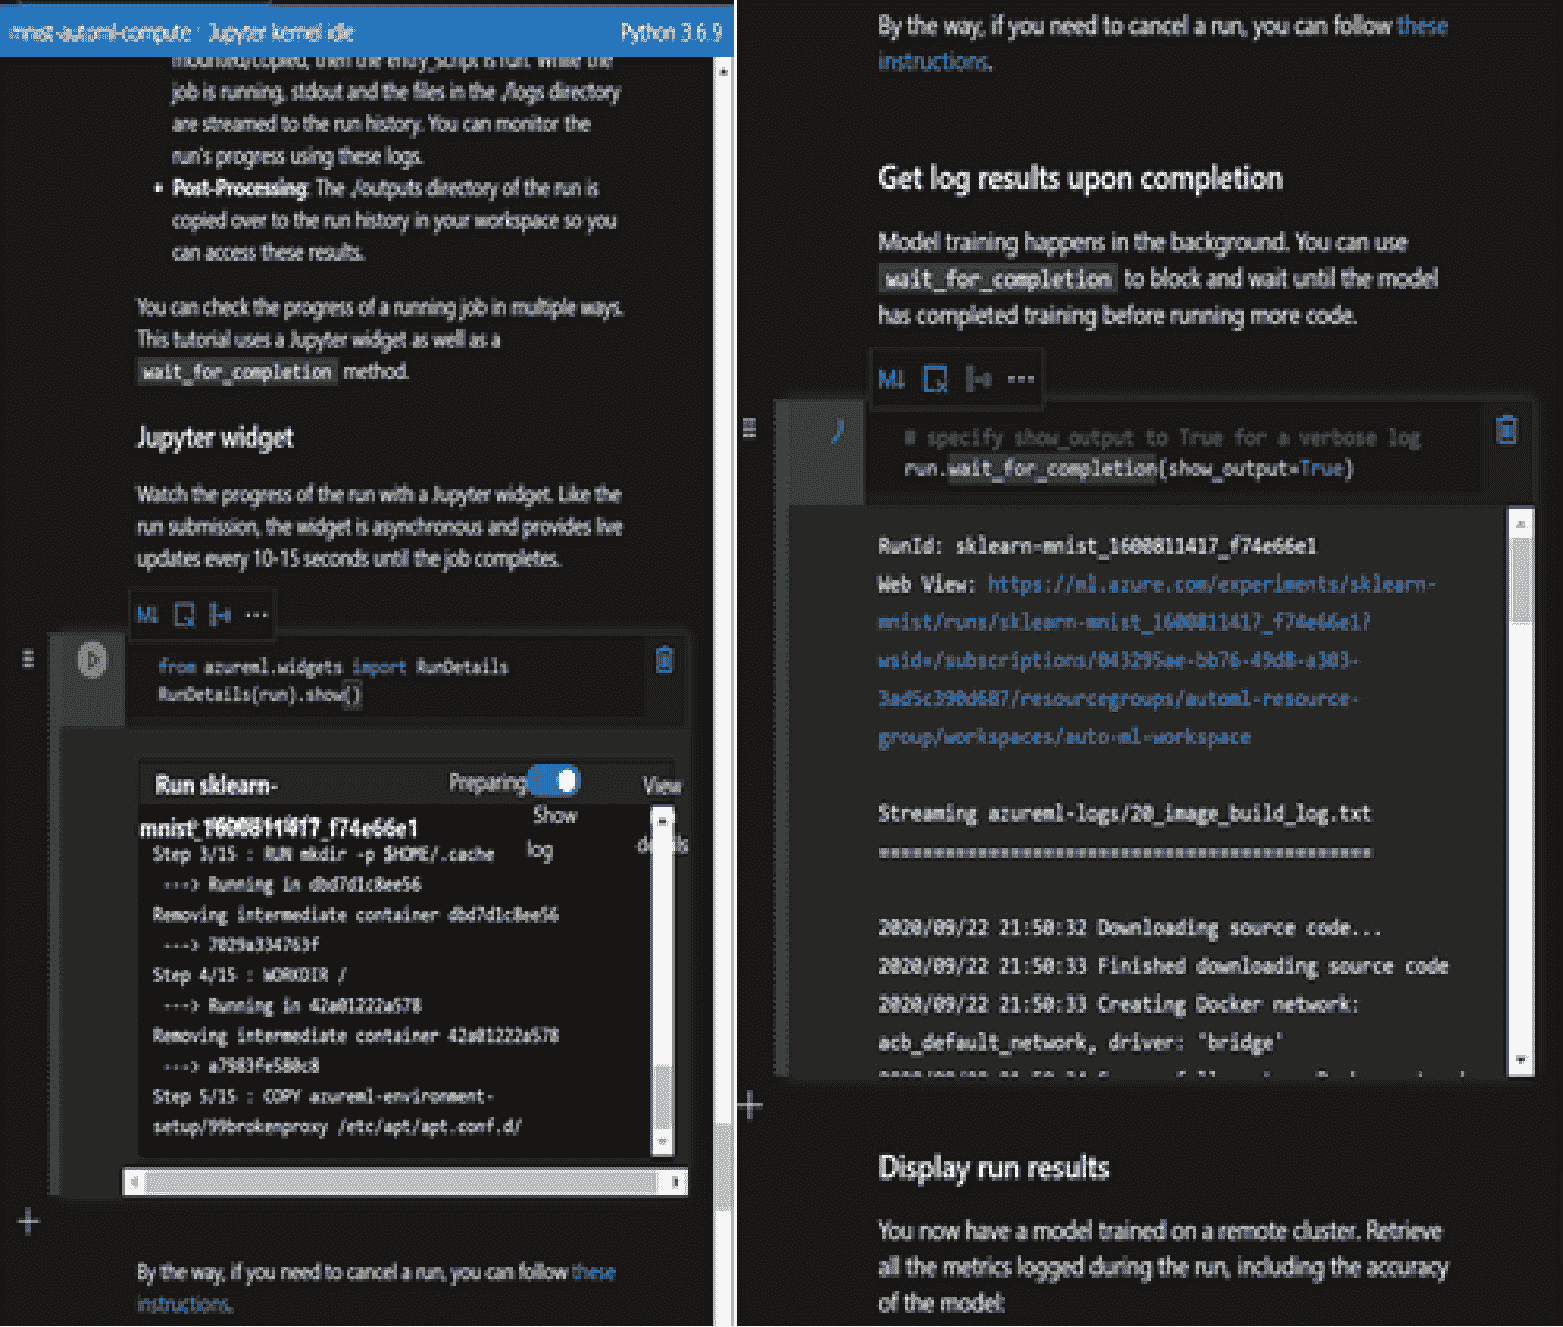 mnist-automl-compute · Jupyter kernel idle
Python 3.6.9
mounted/copied, then the entry_script is run. While the
job is running, stdout and the files in the ./logs directory
are streamed to the run history. You can monitor the
run's progress using these logs.
• Post-Processing: The ./outputs directory of the run is
copied over to the run history in your workspace so you
can access these results.
You can check the progress of a running job in multiple ways.
This tutorial uses a Jupyter widget as well as a
wait_for_completion method.
Jupyter widget
Watch the progress of the run with a Jupyter widget. Like the
run submission, the widget is asynchronous and provides live
updates every 10-15 seconds until the job completes.
M↓
from azureml.widgets import RunDetails
RunDetails(run).show()
Run sklearn-
mnist_1600811417_f74e66e1
Preparing
Show
log
View
Step 3/15 : RUN mkdir -p $HOME/.cache
---> Running in dbd7d1c8ee56
Removing intermediate container dbd7d1c8ee56
---> 7029a334763f
Step 4/15 : WORKDIR /
---> Running in 42a01222a578
Removing intermediate container 42a01222a578
---> a7983fe580c8
Step 5/15 : COPY azureml-environment-
setup/99brokenproxy /etc/apt/apt.conf.d/
By the way, if you need to cancel a run, you can follow these
instructions.
By the way, if you need to cancel a run, you can follow these
instructions.
Get log results upon completion
Model training happens in the background. You can use
wait_for_completion to block and wait until the model
has completed training before running more code.
M↓
# specify show_output to True for a verbose log
run.wait_for_completion(show_output=True)
RunId: sklearn-mnist_1600811417_f74e66e1
Web View: https://ml.azure.com/experiments/sklearn-
mnist/runs/sklearn-mnist_1600811417_f74e66e1?
wsid=/subscriptions/043295ae-bb76-49d8-a303-
3ad5c390d687/resourcegroups/automl-resource-
group/workspaces/auto-ml-workspace
Streaming azureml-logs/20_image_build_log.txt
=============================================
2020/09/22 21:50:32 Downloading source code...
2020/09/22 21:50:33 Finished downloading source code
2020/09/22 21:50:33 Creating Docker network:
acb_default_network, driver: 'bridge'
Display run results
You now have a model trained on a remote cluster. Retrieve
all the metrics logged during the run, including the accuracy
of the model: